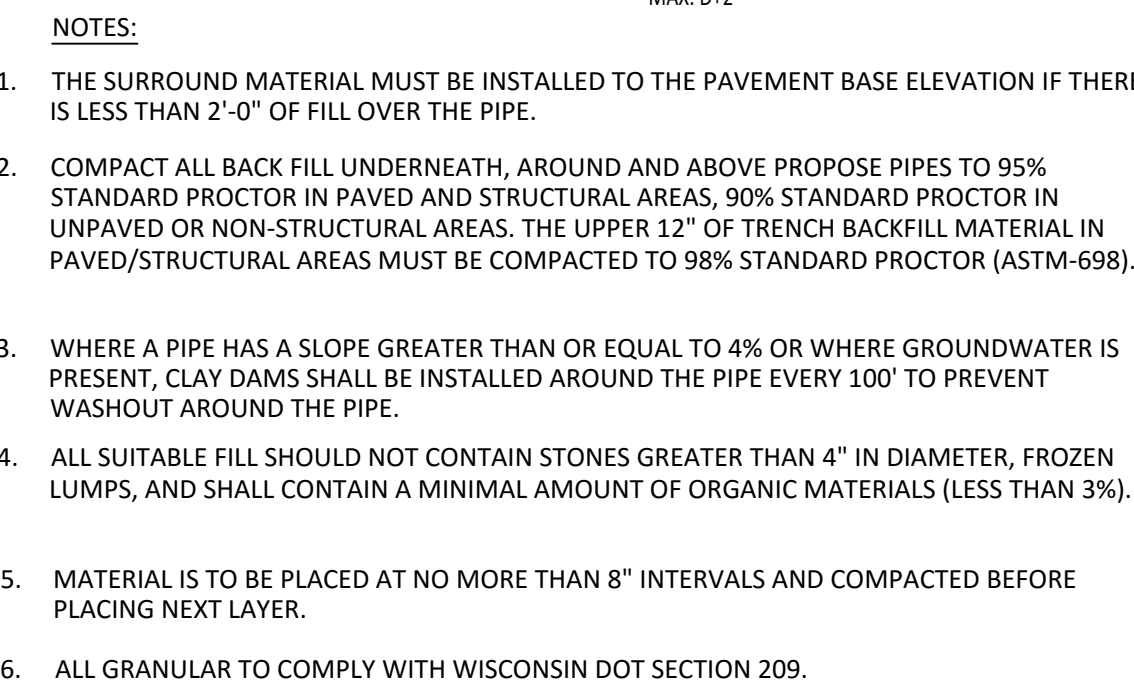 MAX. D+2
NOTES:
1. THE SURROUND MATERIAL MUST BE INSTALLED TO THE PAVEMENT BASE ELEVATION IF THERE
IS LESS THAN 2'-0" OF FILL OVER THE PIPE.
2. COMPACT ALL BACK FILL UNDERNEATH, AROUND AND ABOVE PROPOSE PIPES TO 95%
STANDARD PROCTOR IN PAVED AND STRUCTURAL AREAS, 90% STANDARD PROCTOR IN
UNPAVED OR NON-STRUCTURAL AREAS. THE UPPER 12" OF TRENCH BACKFILL MATERIAL IN
PAVED/STRUCTURAL AREAS MUST BE COMPACTED TO 98% STANDARD PROCTOR (ASTM-698).
3. WHERE A PIPE HAS A SLOPE GREATER THAN OR EQUAL TO 4% OR WHERE GROUNDWATER IS
PRESENT, CLAY DAMS SHALL BE INSTALLED AROUND THE PIPE EVERY 100' TO PREVENT
WASHOUT AROUND THE PIPE.
4. ALL SUITABLE FILL SHOULD NOT CONTAIN STONES GREATER THAN 4" IN DIAMETER, FROZEN
LUMPS, AND SHALL CONTAIN A MINIMAL AMOUNT OF ORGANIC MATERIALS (LESS THAN 3%).
5. MATERIAL IS TO BE PLACED AT NO MORE THAN 8" INTERVALS AND COMPACTED BEFORE
PLACING NEXT LAYER.
6. ALL GRANULAR TO COMPLY WITH WISCONSIN DOT SECTION 209.